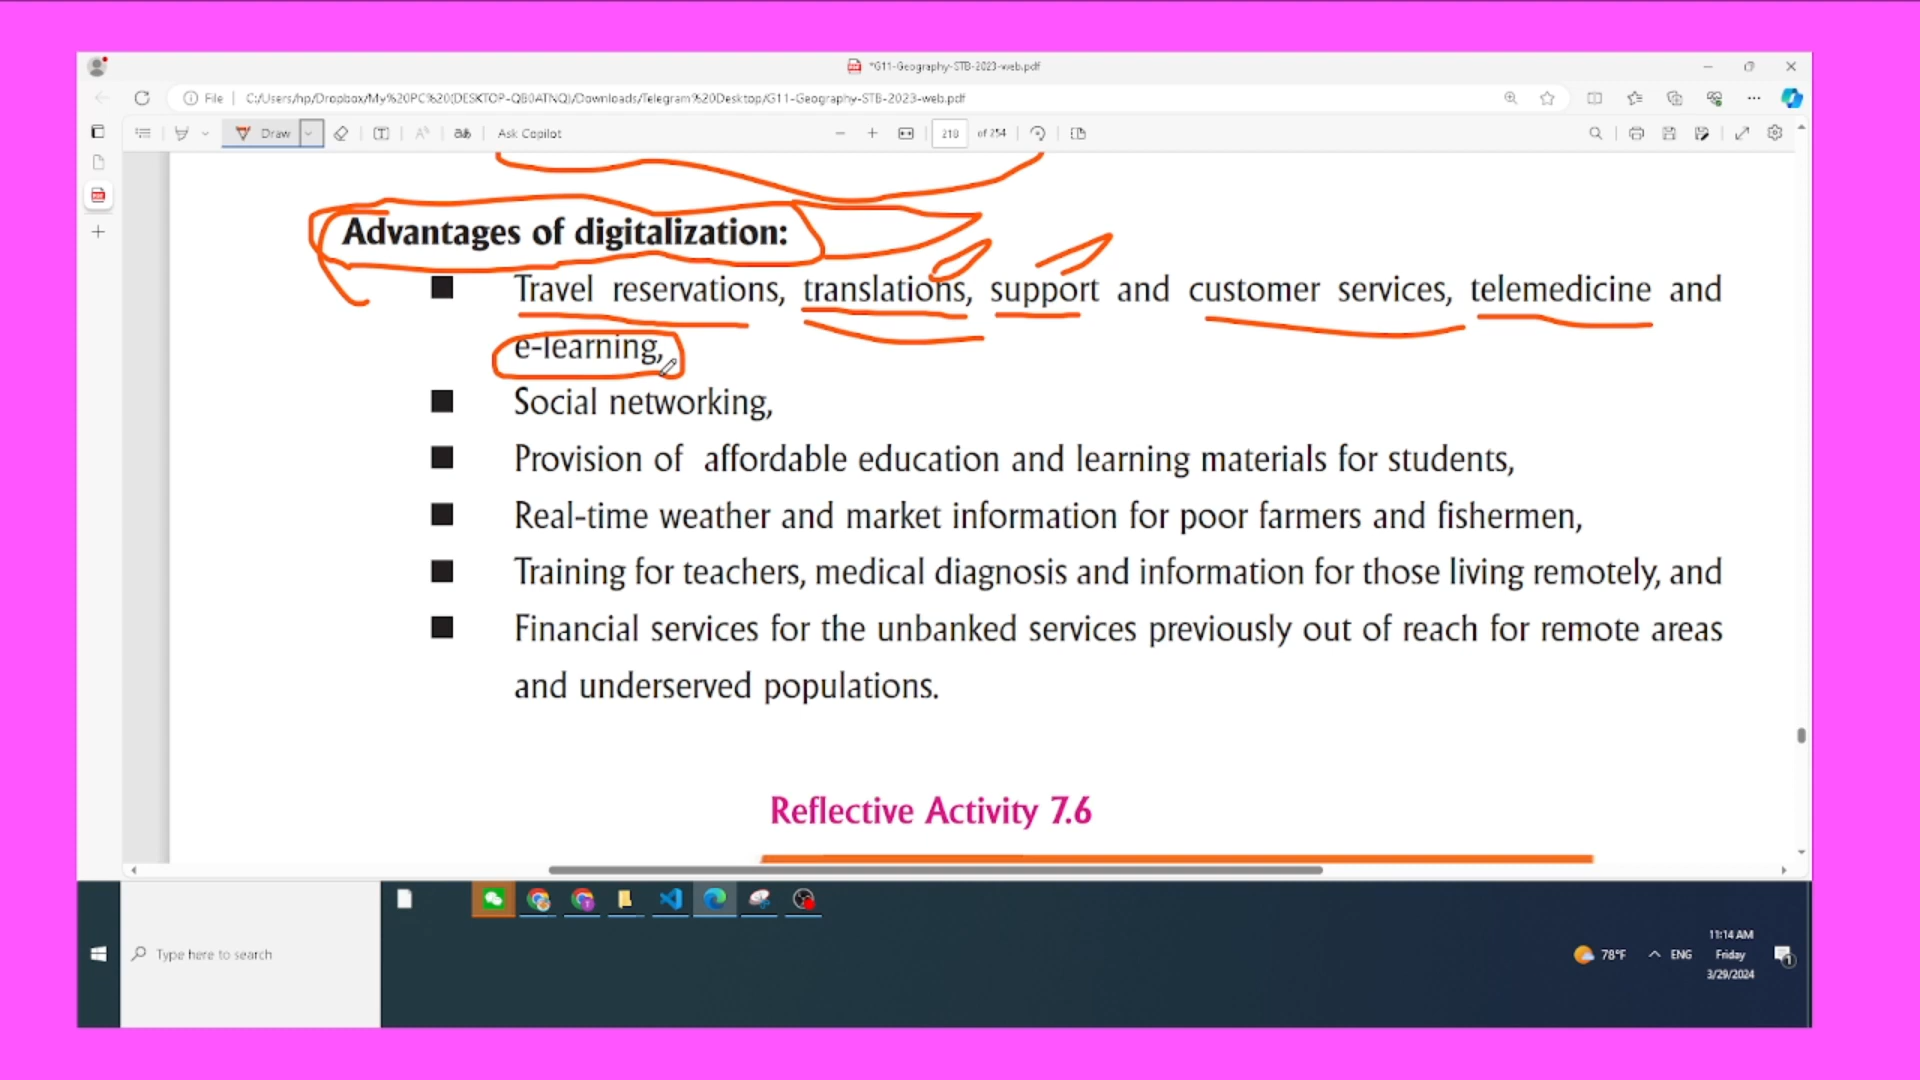 *G11-Geography-STB-2023-web.pdf
File C:/Users/hp/Dropbox/My%20PC%20(DESKTOP-QB0ATNQ)/Downloads/Telegram%20Desktop/G11-Geography-STB-2023-web.pdf
Draw Ask Copilot 218 of 254
Advantages of digitalization:
Travel reservations, translations, support and customer services, telemedicine and
e-learning,
Social networking,
Provision of affordable education and learning materials for students,
Real-time weather and market information for poor farmers and fishermen,
Training for teachers, medical diagnosis and information for those living remotely, and
Financial services for the unbanked services previously out of reach for remote areas
and underserved populations.
Reflective Activity 7.6
11:14 AM
Type here to search 78°F ENG Friday 1
3/29/2024